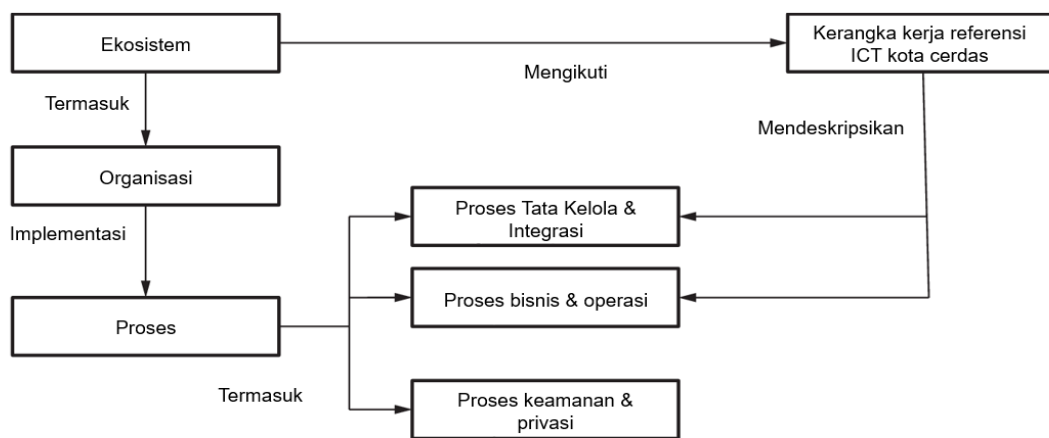 Ekosistem
Kerangka kerja referensi
ICT kota cerdas
Mengikuti
Termasuk
Mendeskripsikan
Organisasi
Proses Tata Kelola &
Integrasi
Implementasi
Proses bisnis & operasi
Proses
Termasuk
Proses keamanan &
privasi